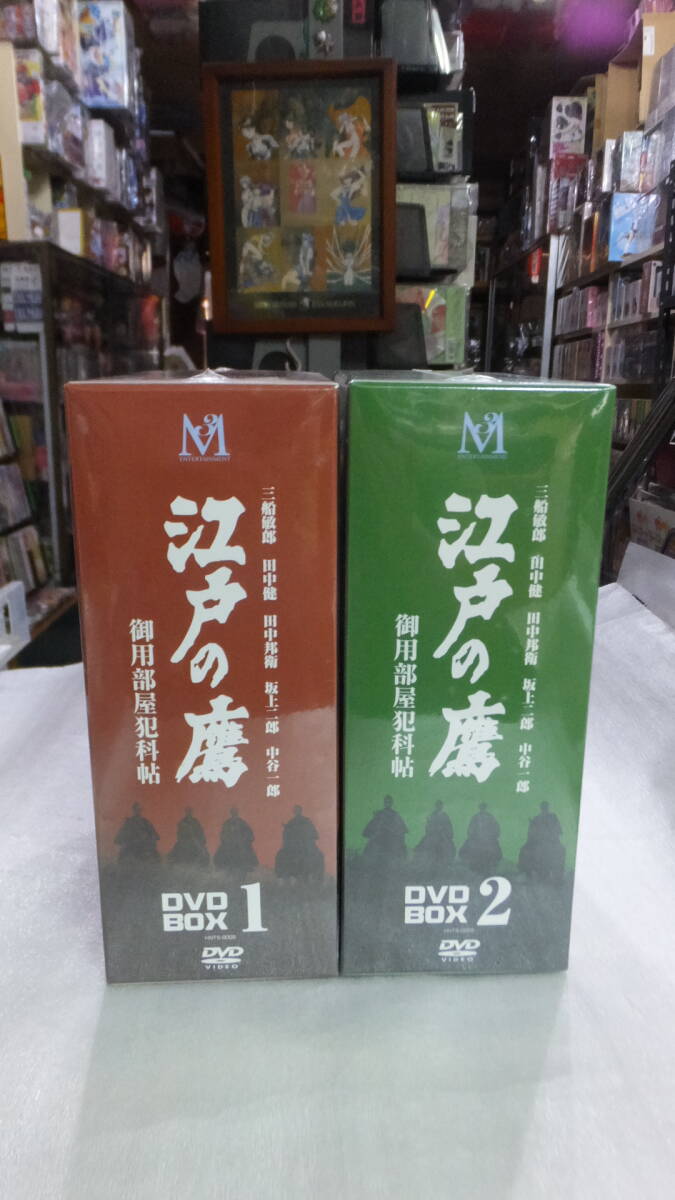 M3
ENTERTAINMENT
三船敏郎 田中健 田中邦衛 坂上二郎 中谷一郎
江戸の鷹
御用部屋犯科帖
DVD
BOX 1
DVD
VIDEO
M3
ENTERTAINMENT
三船敏郎 田中健 田中邦衛 坂上二郎 中谷一郎
江戸の鷹
御用部屋犯科帖
DVD
BOX 2
DVD
VIDEO